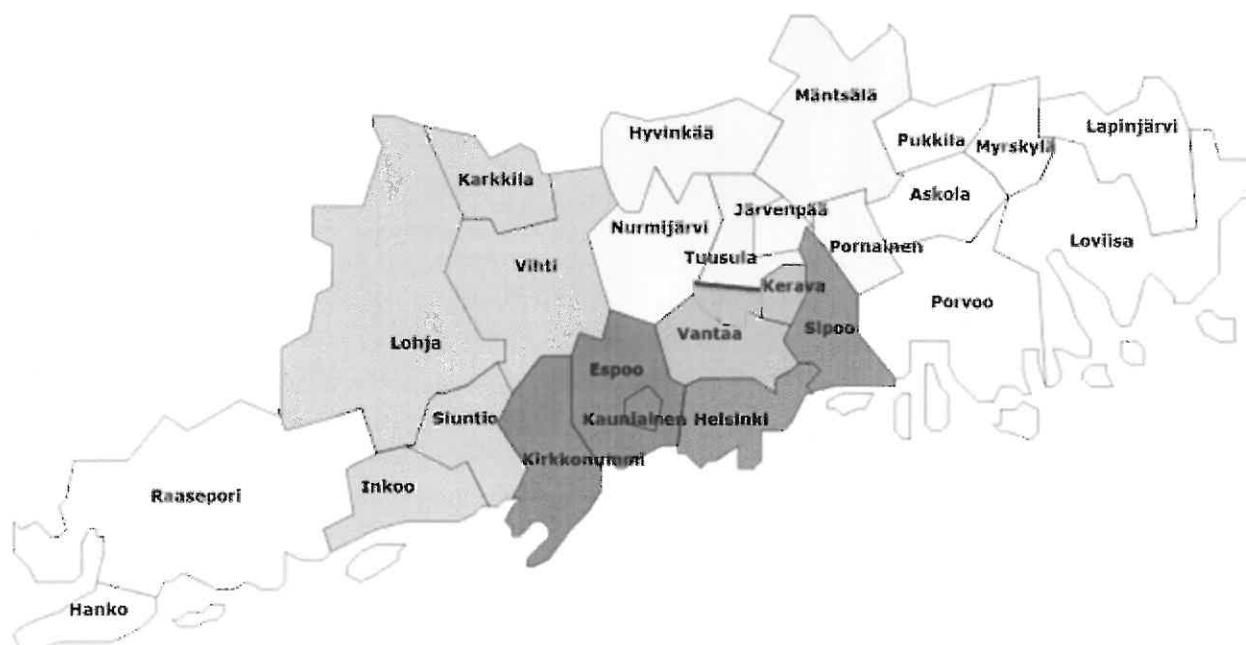 Mäntsälä
Hyvinkää
Lapinjärvi
Pukkila
Myrskylä
Karkkila
Askola
Järvenpää
Nurmijärvi
Pornainen
Loviisa
Tuusula
Vihti
Kerava
Porvoo
Vantaa
Sipoo
Lohja
Espoo
Siuntio
Kauniainen
Helsinki
Kirkkonummi
Inkoo
Raasepori
Hanko